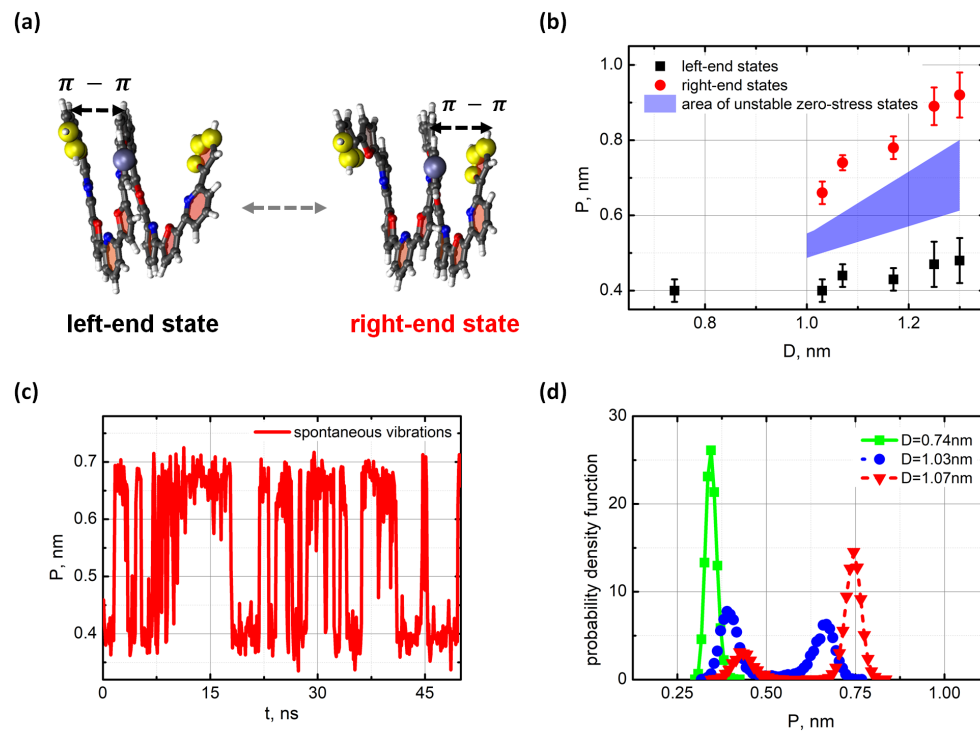 (a)
π − π
π − π
left-end state
right-end state
(b)
left-end states
right-end states
area of unstable zero-stress states
P, nm
1.0
0.8
0.6
0.4
0.8
1.0
1.2
D, nm
(c)
spontaneous vibrations
P, nm
0.7
0.6
0.5
0.4
0
15
30
45
t, ns
(d)
D=0.74nm
D=1.03nm
D=1.07nm
probability density function
30
20
10
0
0.25
0.50
0.75
1.00
P, nm